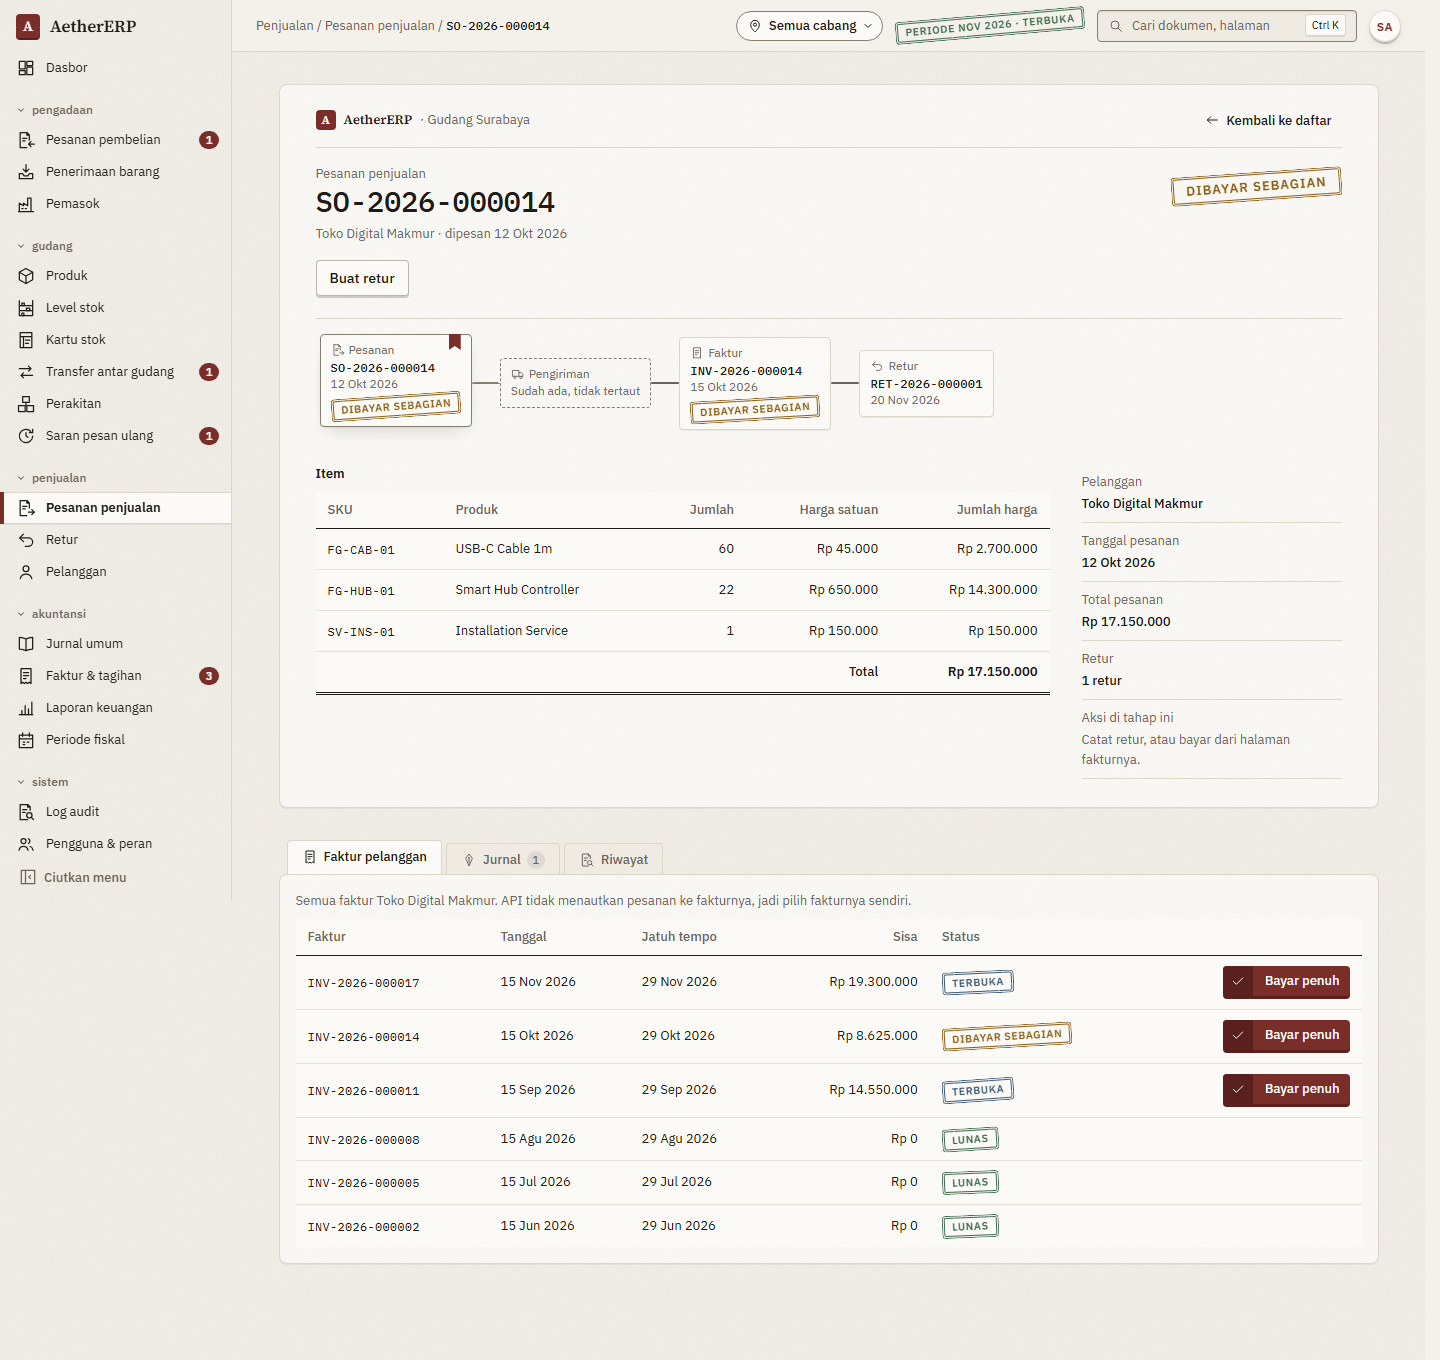 A AetherERP
Penjualan / Pesanan penjualan / SO-2026-000014
Semua cabang
PERIODE NOV 2026 · TERBUKA
Cari dokumen, halaman
Ctrl K
SA
Dasbor
pengadaan
Pesanan pembelian 1
Penerimaan barang
Pemasok
gudang
Produk
Level stok
Kartu stok
Transfer antar gudang 1
Perakitan
Saran pesan ulang 1
penjualan
Pesanan penjualan
Retur
Pelanggan
akuntansi
Jurnal umum
Faktur & tagihan 3
Laporan keuangan
Periode fiskal
sistem
Log audit
Pengguna & peran
Ciutkan menu
A AetherERP · Gudang Surabaya
Kembali ke daftar
Pesanan penjualan
SO-2026-000014
Toko Digital Makmur · dipesan 12 Okt 2026
DIBAYAR SEBAGIAN
Buat retur
Pesanan
SO-2026-000014
12 Okt 2026
DIBAYAR SEBAGIAN
Pengiriman
Sudah ada, tidak tertaut
Faktur
INV-2026-000014
15 Okt 2026
DIBAYAR SEBAGIAN
Retur
RET-2026-000001
20 Nov 2026
Item
SKU Produk Jumlah Harga satuan Jumlah harga
FG-CAB-01 USB-C Cable 1m 60 Rp 45.000 Rp 2.700.000
FG-HUB-01 Smart Hub Controller 22 Rp 650.000 Rp 14.300.000
SV-INS-01 Installation Service 1 Rp 150.000 Rp 150.000
Total Rp 17.150.000
Pelanggan
Toko Digital Makmur
Tanggal pesanan
12 Okt 2026
Total pesanan
Rp 17.150.000
Retur
1 retur
Aksi di tahap ini
Catat retur, atau bayar dari halaman
fakturnya.
Faktur pelanggan
Jurnal 1
Riwayat
Semua faktur Toko Digital Makmur. API tidak menautkan pesanan ke fakturnya, jadi pilih fakturnya sendiri.
Faktur Tanggal Jatuh tempo Sisa Status
INV-2026-000017 15 Nov 2026 29 Nov 2026 Rp 19.300.000 TERBUKA Bayar penuh
INV-2026-000014 15 Okt 2026 29 Okt 2026 Rp 8.625.000 DIBAYAR SEBAGIAN Bayar penuh
INV-2026-000011 15 Sep 2026 29 Sep 2026 Rp 14.550.000 TERBUKA Bayar penuh
INV-2026-000008 15 Agu 2026 29 Agu 2026 Rp 0 LUNAS
INV-2026-000005 15 Jul 2026 29 Jul 2026 Rp 0 LUNAS
INV-2026-000002 15 Jun 2026 29 Jun 2026 Rp 0 LUNAS